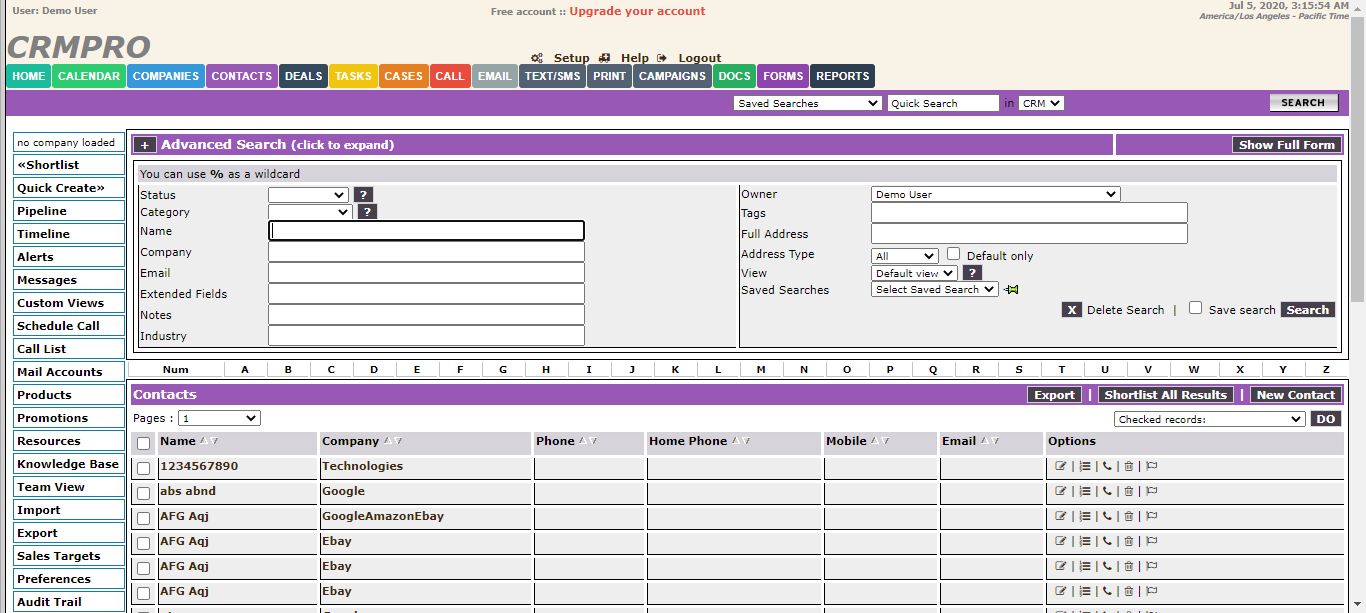 User: Demo User
Free account :: Upgrade your account
Jul 5, 2020, 3:15:54 AM
America/Los Angeles - Pacific Time
CRMPRO
Setup Help Logout
HOME CALENDAR COMPANIES CONTACTS DEALS TASKS CASES CALL EMAIL TEXT/SMS PRINT CAMPAIGNS DOCS FORMS REPORTS
Saved Searches Quick Search in CRM SEARCH
no company loaded
«Shortlist
Quick Create»
Pipeline
Timeline
Alerts
Messages
Custom Views
Schedule Call
Call List
Mail Accounts
Products
Promotions
Resources
Knowledge Base
Team View
Import
Export
Sales Targets
Preferences
Audit Trail
+ Advanced Search (click to expand) Show Full Form
You can use % as a wildcard
Status ?
Category ?
Name
Company
Email
Extended Fields
Notes
Industry
Owner Demo User
Tags
Full Address
Address Type All Default only
View Default view ?
Saved Searches Select Saved Search
X Delete Search | Save search Search
Num A B C D E F G H I J K L M N O P Q R S T U V W X Y Z
Contacts Export | Shortlist All Results | New Contact
Pages : 1 Checked records: DO
Name Company Phone Home Phone Mobile Email Options
1234567890 Technologies | | | |
abs abnd Google | | | |
AFG Aqj GoogleAmazonEbay | | | |
AFG Aqj Ebay | | | |
AFG Aqj Ebay | | | |
AFG Aqj Ebay | | | |